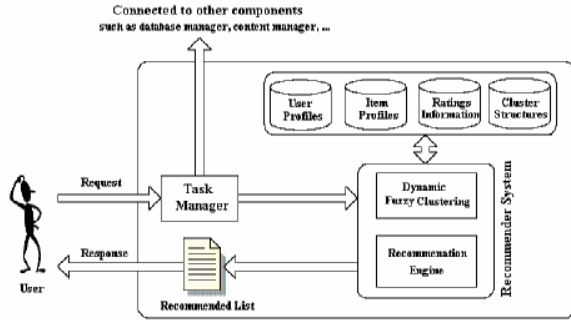 Connected to other components
such as database manager, content manager, ...
User
Profiles
Item
Profiles
Ratings
Information
Cluster
Structures
Request
Task
Manager
Dynamic
Fuzzy Clustering
Recommender System
Response
Recommenation
Engine
User
Recommended List